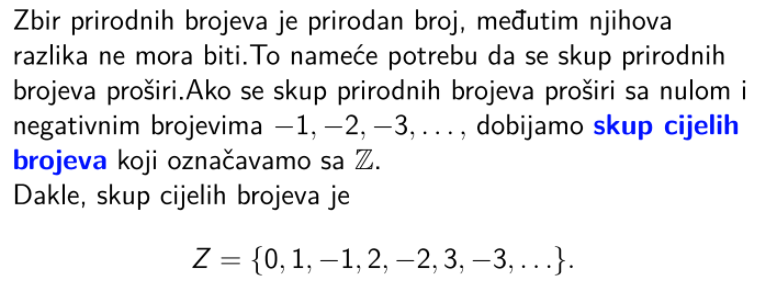 Zbir prirodnih brojeva je prirodan broj, međutim njihova
razlika ne mora biti.To nameće potrebu da se skup prirodnih
brojeva proširi.Ako se skup prirodnih brojeva proširi sa nulom i
negativnim brojevima −1, −2, −3, . . . , dobijamo skup cijelih
brojeva koji označavamo sa ℤ.
Dakle, skup cijelih brojeva je
Z = {0, 1, −1, 2, −2, 3, −3, . . .}.